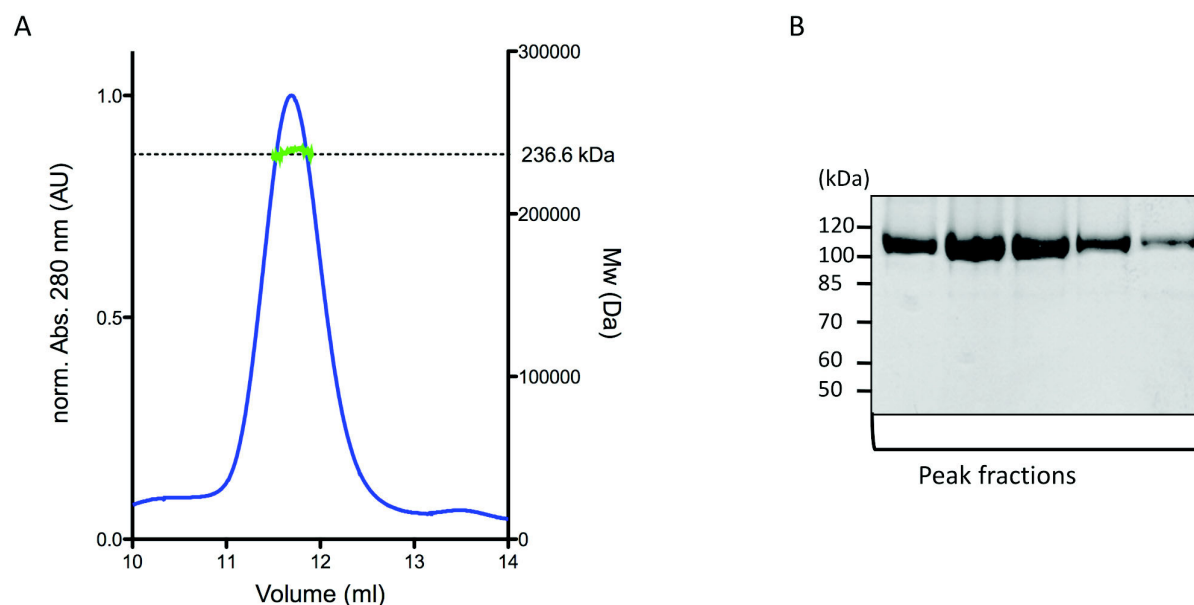 A
norm. Abs. 280 nm (AU)
1.0
0.5
0.0
10 11 12 13 14
Volume (ml)
300000
236.6 kDa
200000
100000
0
Mw (Da)
B
(kDa)
120
100
85
70
60
50
Peak fractions